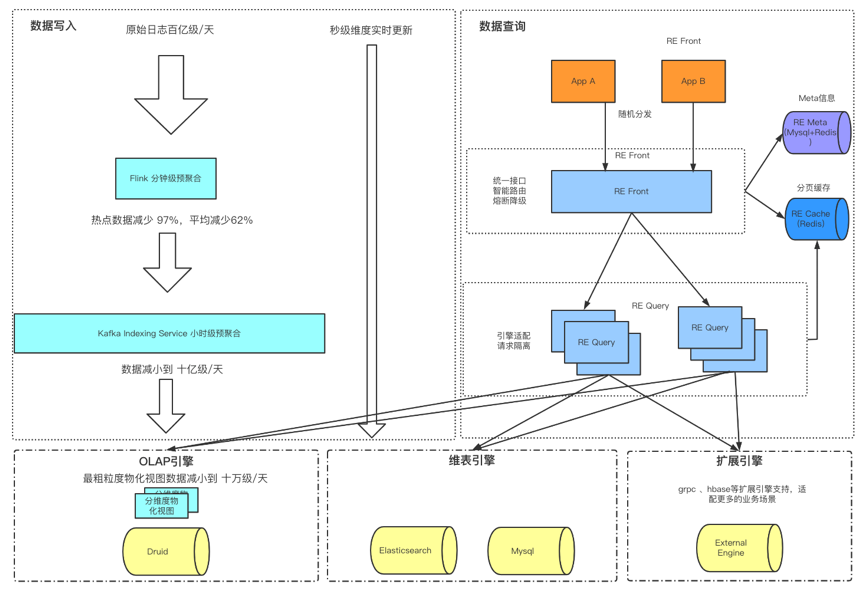 数据写入
原始日志百亿级/天
秒级维度实时更新
Flink 分钟级预聚合
热点数据减少 97%，平均减少62%
Kafka Indexing Service 小时级预聚合
数据减小到 十亿级/天
数据查询
RE Front
App A
App B
随机分发
RE Front
统一接口
智能路由
熔断降级
RE Front
Meta信息
RE Meta
(Mysql+Redis
)
分页缓存
RE Cache
(Redis)
RE Query
引擎适配
请求隔离
RE Query
RE Query
OLAP引擎
最粗粒度物化视图数据减小到 十万级/天
分维度物
分维度物
化视图
Druid
维表引擎
Elasticsearch
Mysql
扩展引擎
grpc 、hbase等扩展引擎支持，适
配更多的业务场景
External
Engine